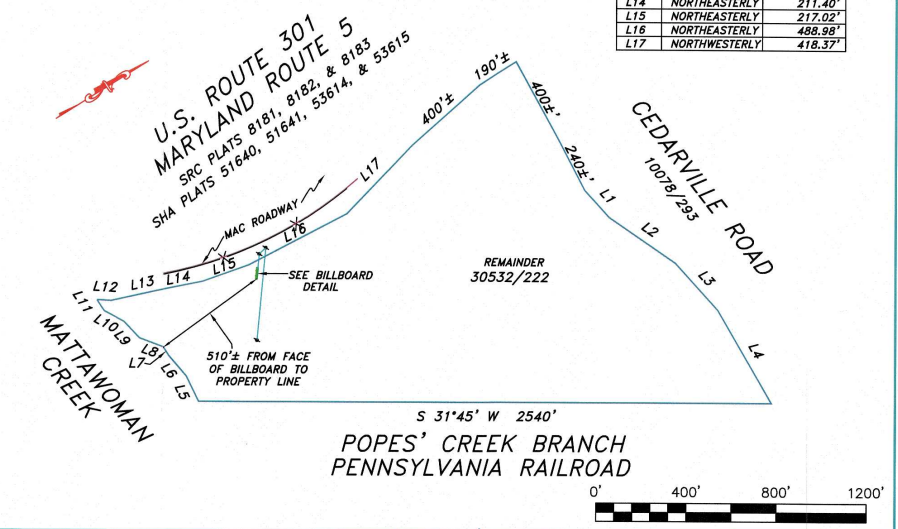 L14 NORTHEASTERLY 211.40'
L15 NORTHEASTERLY 217.02'
L16 NORTHEASTERLY 488.98'
L17 NORTHWESTERLY 418.37'
U.S. ROUTE 301
MARYLAND ROUTE 5
SRC PLATS 8181, 8182, & 8183
SHA PLATS 51640, 51641, 53614, & 53615
190'±
400'±
400±'
240±'
CEDARVILLE ROAD
10078/293
L1
L2
L3
L4
L17
MAC ROADWAY
L16
L15
L14
L13
L12
L11
L10
L9
L8
L7
L6
L5
REMAINDER
30532/222
SEE BILLBOARD
DETAIL
510'± FROM FACE
OF BILLBOARD TO
PROPERTY LINE
MATTAWOMAN
CREEK
S 31°45' W 2540'
POPES' CREEK BRANCH
PENNSYLVANIA RAILROAD
0' 400' 800' 1200'